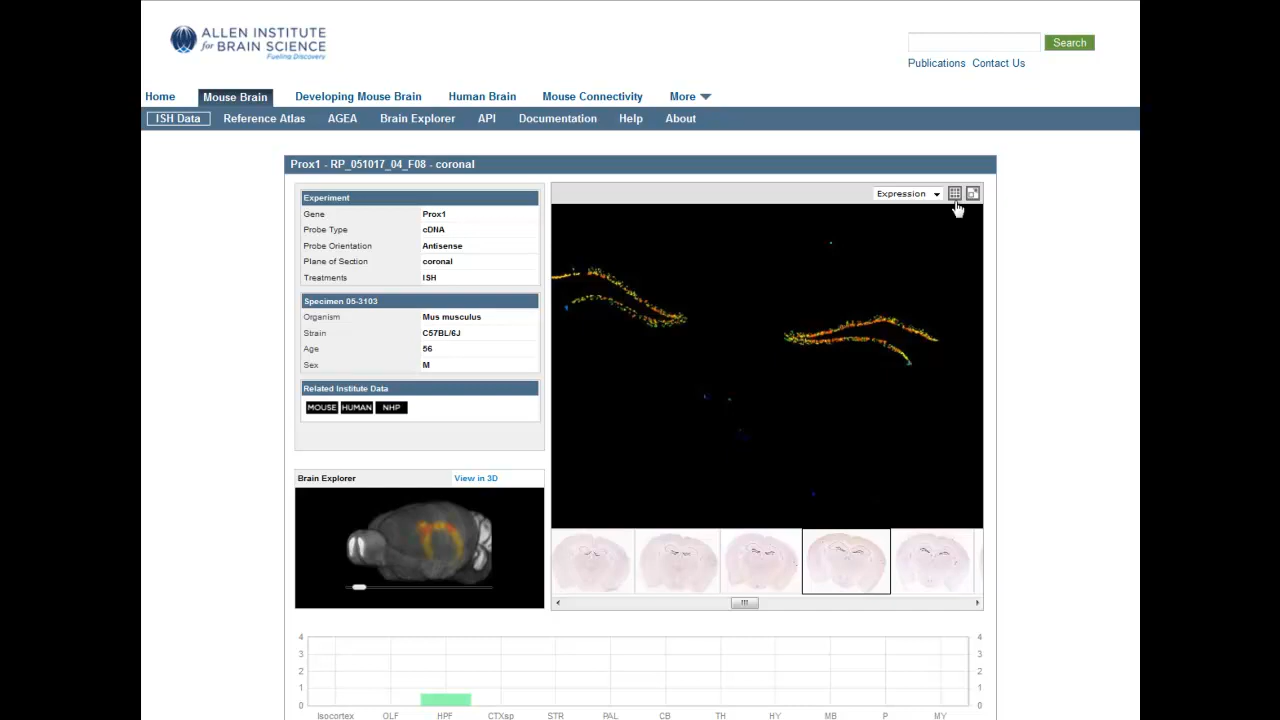 ALLEN INSTITUTE
for BRAIN SCIENCE
Fueling Discovery
Search
Publications Contact Us
Home Mouse Brain Developing Mouse Brain Human Brain Mouse Connectivity More
ISH Data Reference Atlas AGEA Brain Explorer API Documentation Help About
Prox1 - RP_051017_04_F08 - coronal
Expression
Experiment
Gene Prox1
Probe Type cDNA
Probe Orientation Antisense
Plane of Section coronal
Treatments ISH
Specimen 05-3103
Organism Mus musculus
Strain C57BL/6J
Age 56
Sex M
Related Institute Data
MOUSE HUMAN NHP
Brain Explorer View in 3D
4 4
3 3
2 2
1 1
0 0
Isocortex OLF HPF CTXsp STR PAL CB TH HY MB P MY